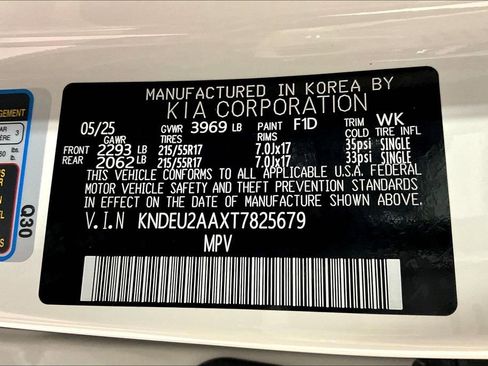 MANUFACTURED IN KOREA BY
KIA CORPORATION
05/25 GVWR 3969 LB PAINT F1D TRIM WK
GAWR TIRES RIMS COLD TIRE INFL
FRONT 2293 LB 215/55R17 7.0Jx17 35psi SINGLE
REAR 2062 LB 215/55R17 7.0Jx17 33psi SINGLE
THIS VEHICLE CONFORMS TO ALL APPLICABLE U.S.A. FEDERAL
MOTOR VEHICLE SAFETY AND THEFT PREVENTION STANDARDS
IN EFFECT ON THE DATE OF MANUFACTURE SHOWN ABOVE.
V.I.N KNDEU2AAXT7825679
MPV
Q30
3